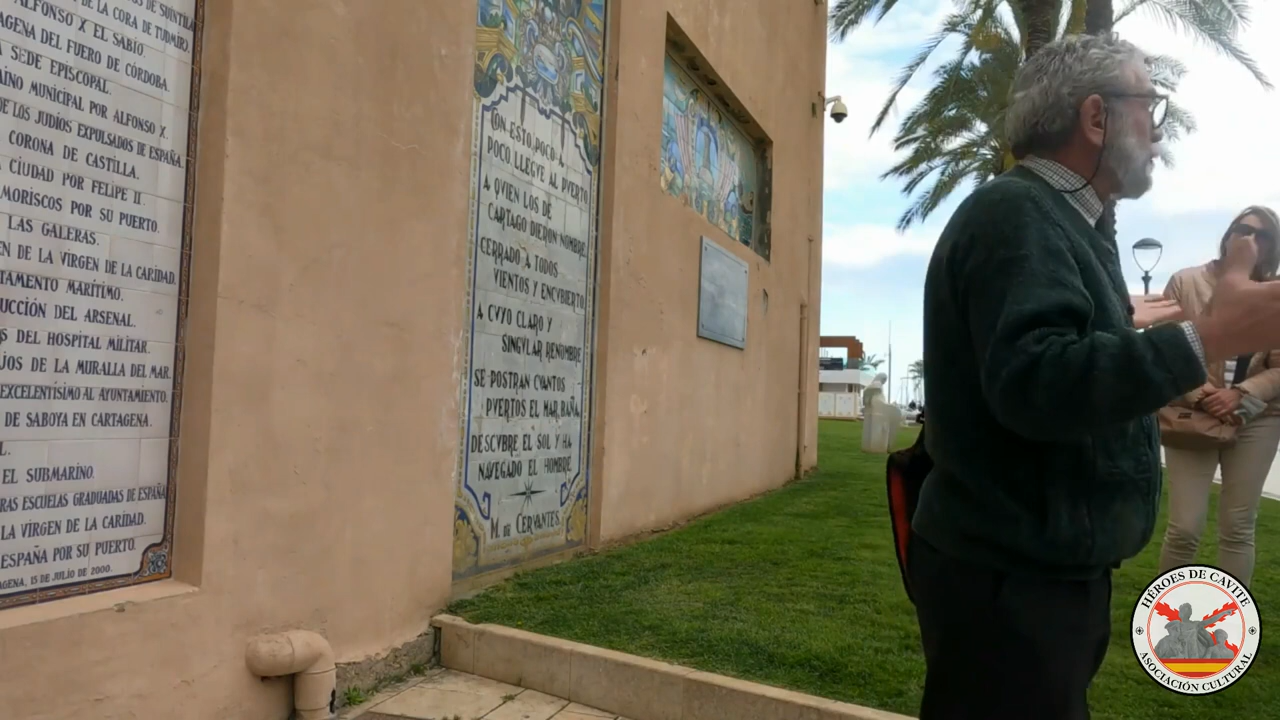 OS DE SUINTILA
DE LA CORA DE TUDMIRO.
ALFONSO X EL SABIO.
AGENA DEL FUERO DE CÓRDOBA.
A SEDE EPISCOPAL.
AINO MUNICIPAL POR ALFONSO X.
DE LOS JUDÍOS EXPULSADOS DE ESPAÑA.
CORONA DE CASTILLA.
CIUDAD POR FELIPE II.
MORISCOS POR SU PUERTO.
LAS GALERAS.
EN DE LA VIRGEN DE LA CARIDAD.
TAMENTO MARÍTIMO.
UCCIÓN DEL ARSENAL.
S DEL HOSPITAL MILITAR.
JOS DE LA MURALLA DEL MAR.
EXCELENTISIMO AL AYUNTAMIENTO.
DE SABOYA EN CARTAGENA.
L.
EL SUBMARINO.
RAS ESCUELAS GRADUADAS DE ESPAÑA
LA VIRGEN DE LA CARIDAD.
ESPAÑA POR SU PUERTO.
AGENA, 15 DE JULIO DE 2000.
CON ESTO, POCO A
POCO LLEGVE AL PVERTO
A QVIEN LOS DE
CARTAGO DIERON NOMBRE,
CERRADO A TODOS
VIENTOS Y ENCVBIERTO
A CVYO CLARO Y
SINGVLAR RENOMBRE
SE POSTRAN CVANTOS
PVERTOS EL MAR BAÑA,
DESCVBRE EL SOL Y HA
NAVEGADO EL HOMBRE
M. DE CERVANTES
HÉROES DE CAVITE
ASOCIACIÓN CULTURAL